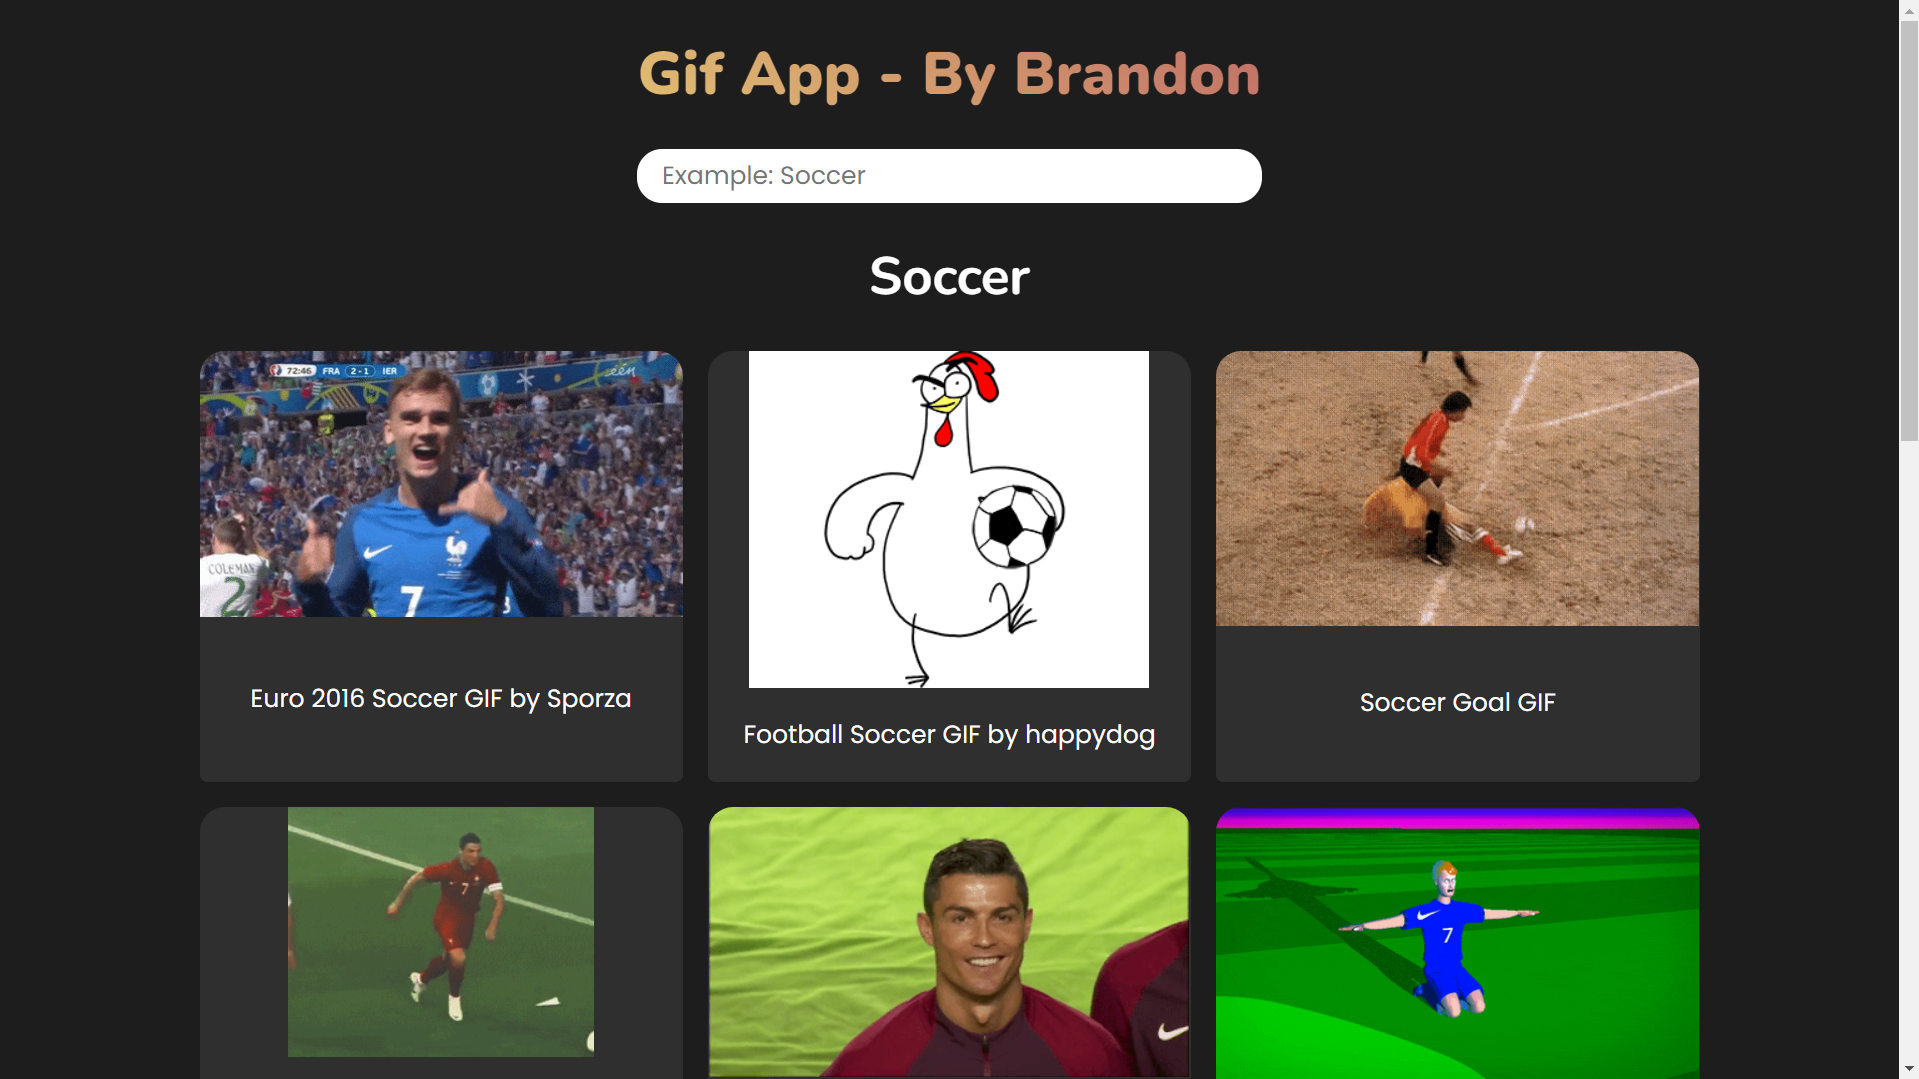 Gif App - By Brandon
Example: Soccer
Soccer
72:46 FRA 2-1 IER
één
COLEMAN
2
7
Euro 2016 Soccer GIF by Sporza
Football Soccer GIF by happydog
Soccer Goal GIF
7
7